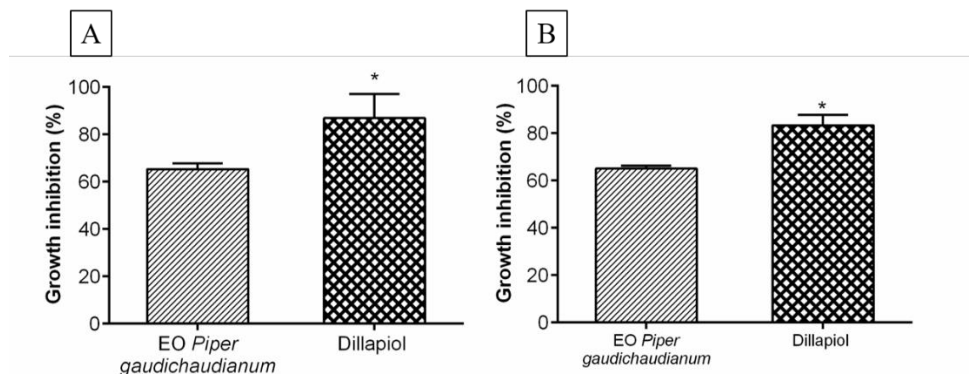 A
Growth inhibition (%)
100
80
60
40
20
0
*
EO Piper
gaudichaudianum
Dillapiol
B
Growth inhibition (%)
100
80
60
40
20
0
*
EO Piper
gaudichaudianum
Dillapiol